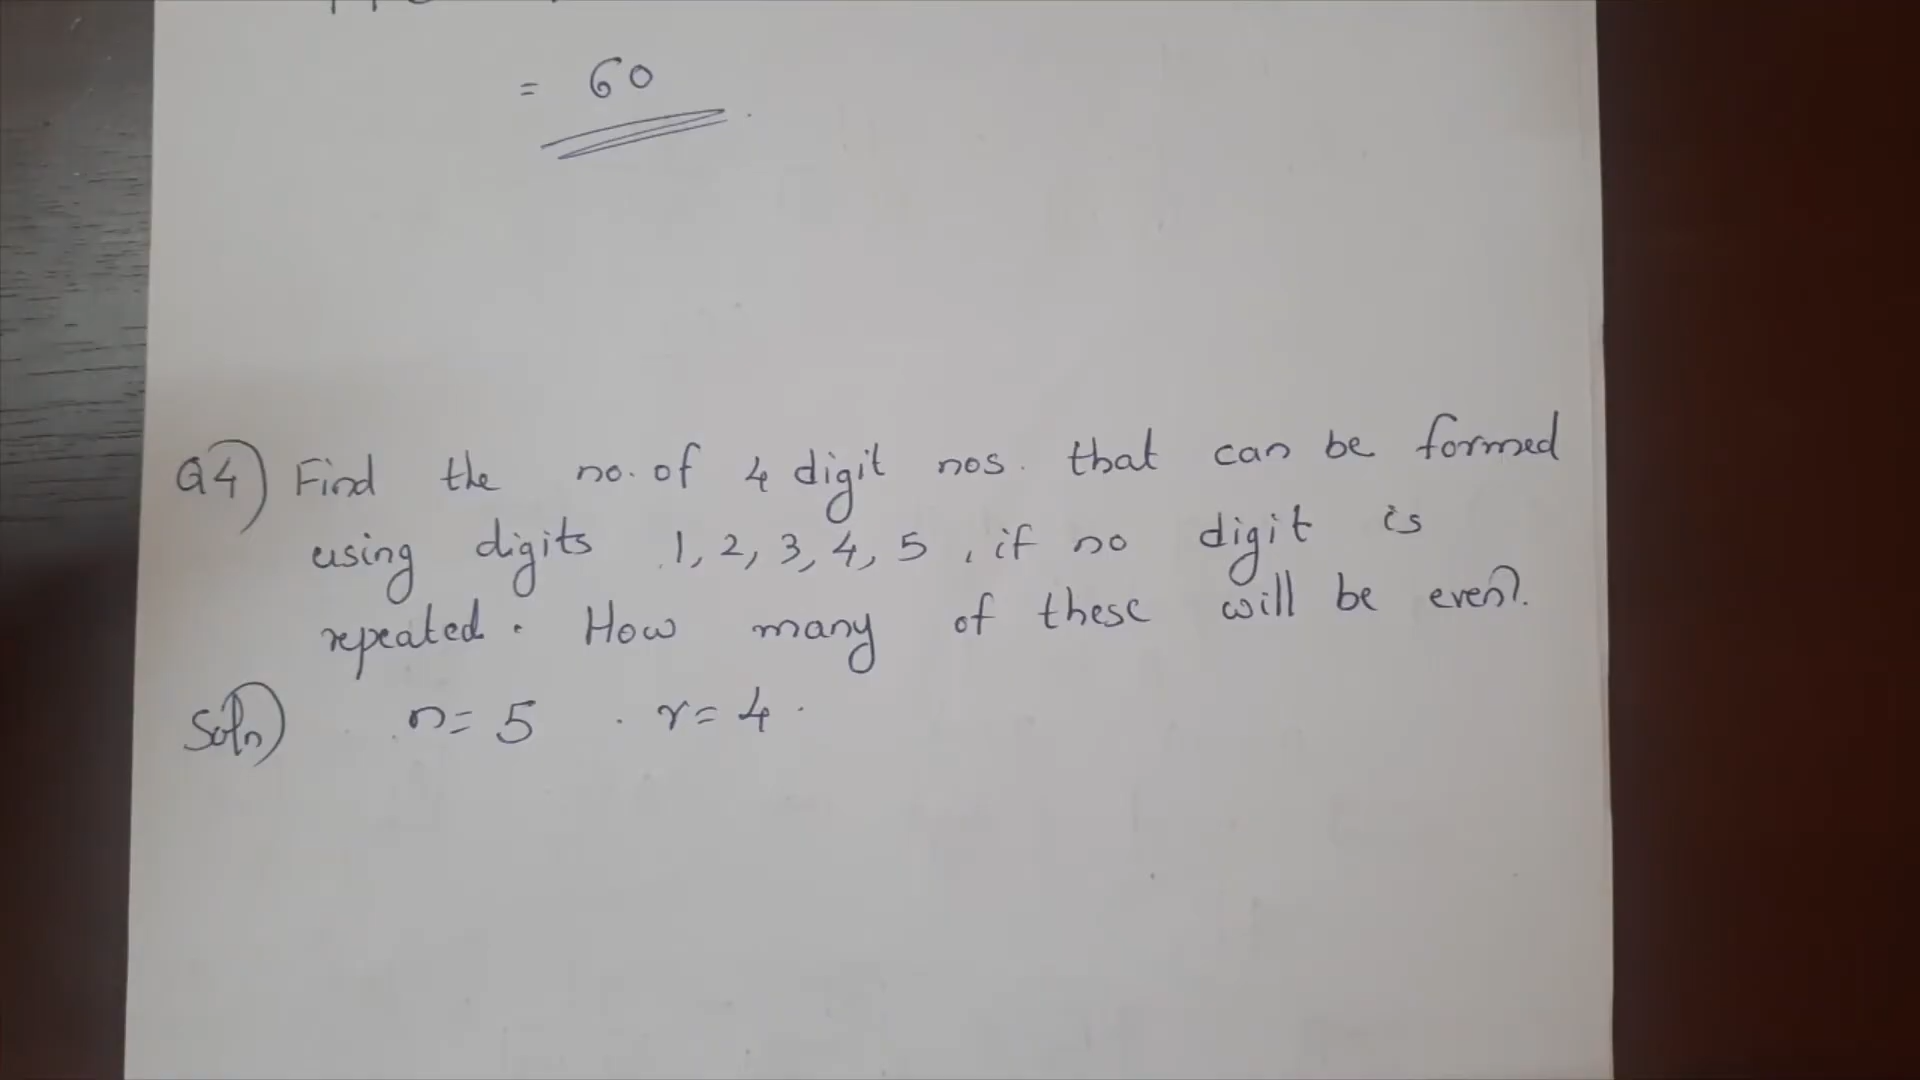 = 60
Q4) Find the no. of 4 digit nos. that can be formed
using digits 1, 2, 3, 4, 5, if no digit is
repeated. How many of these will be even?
Soln) n = 5 r = 4.